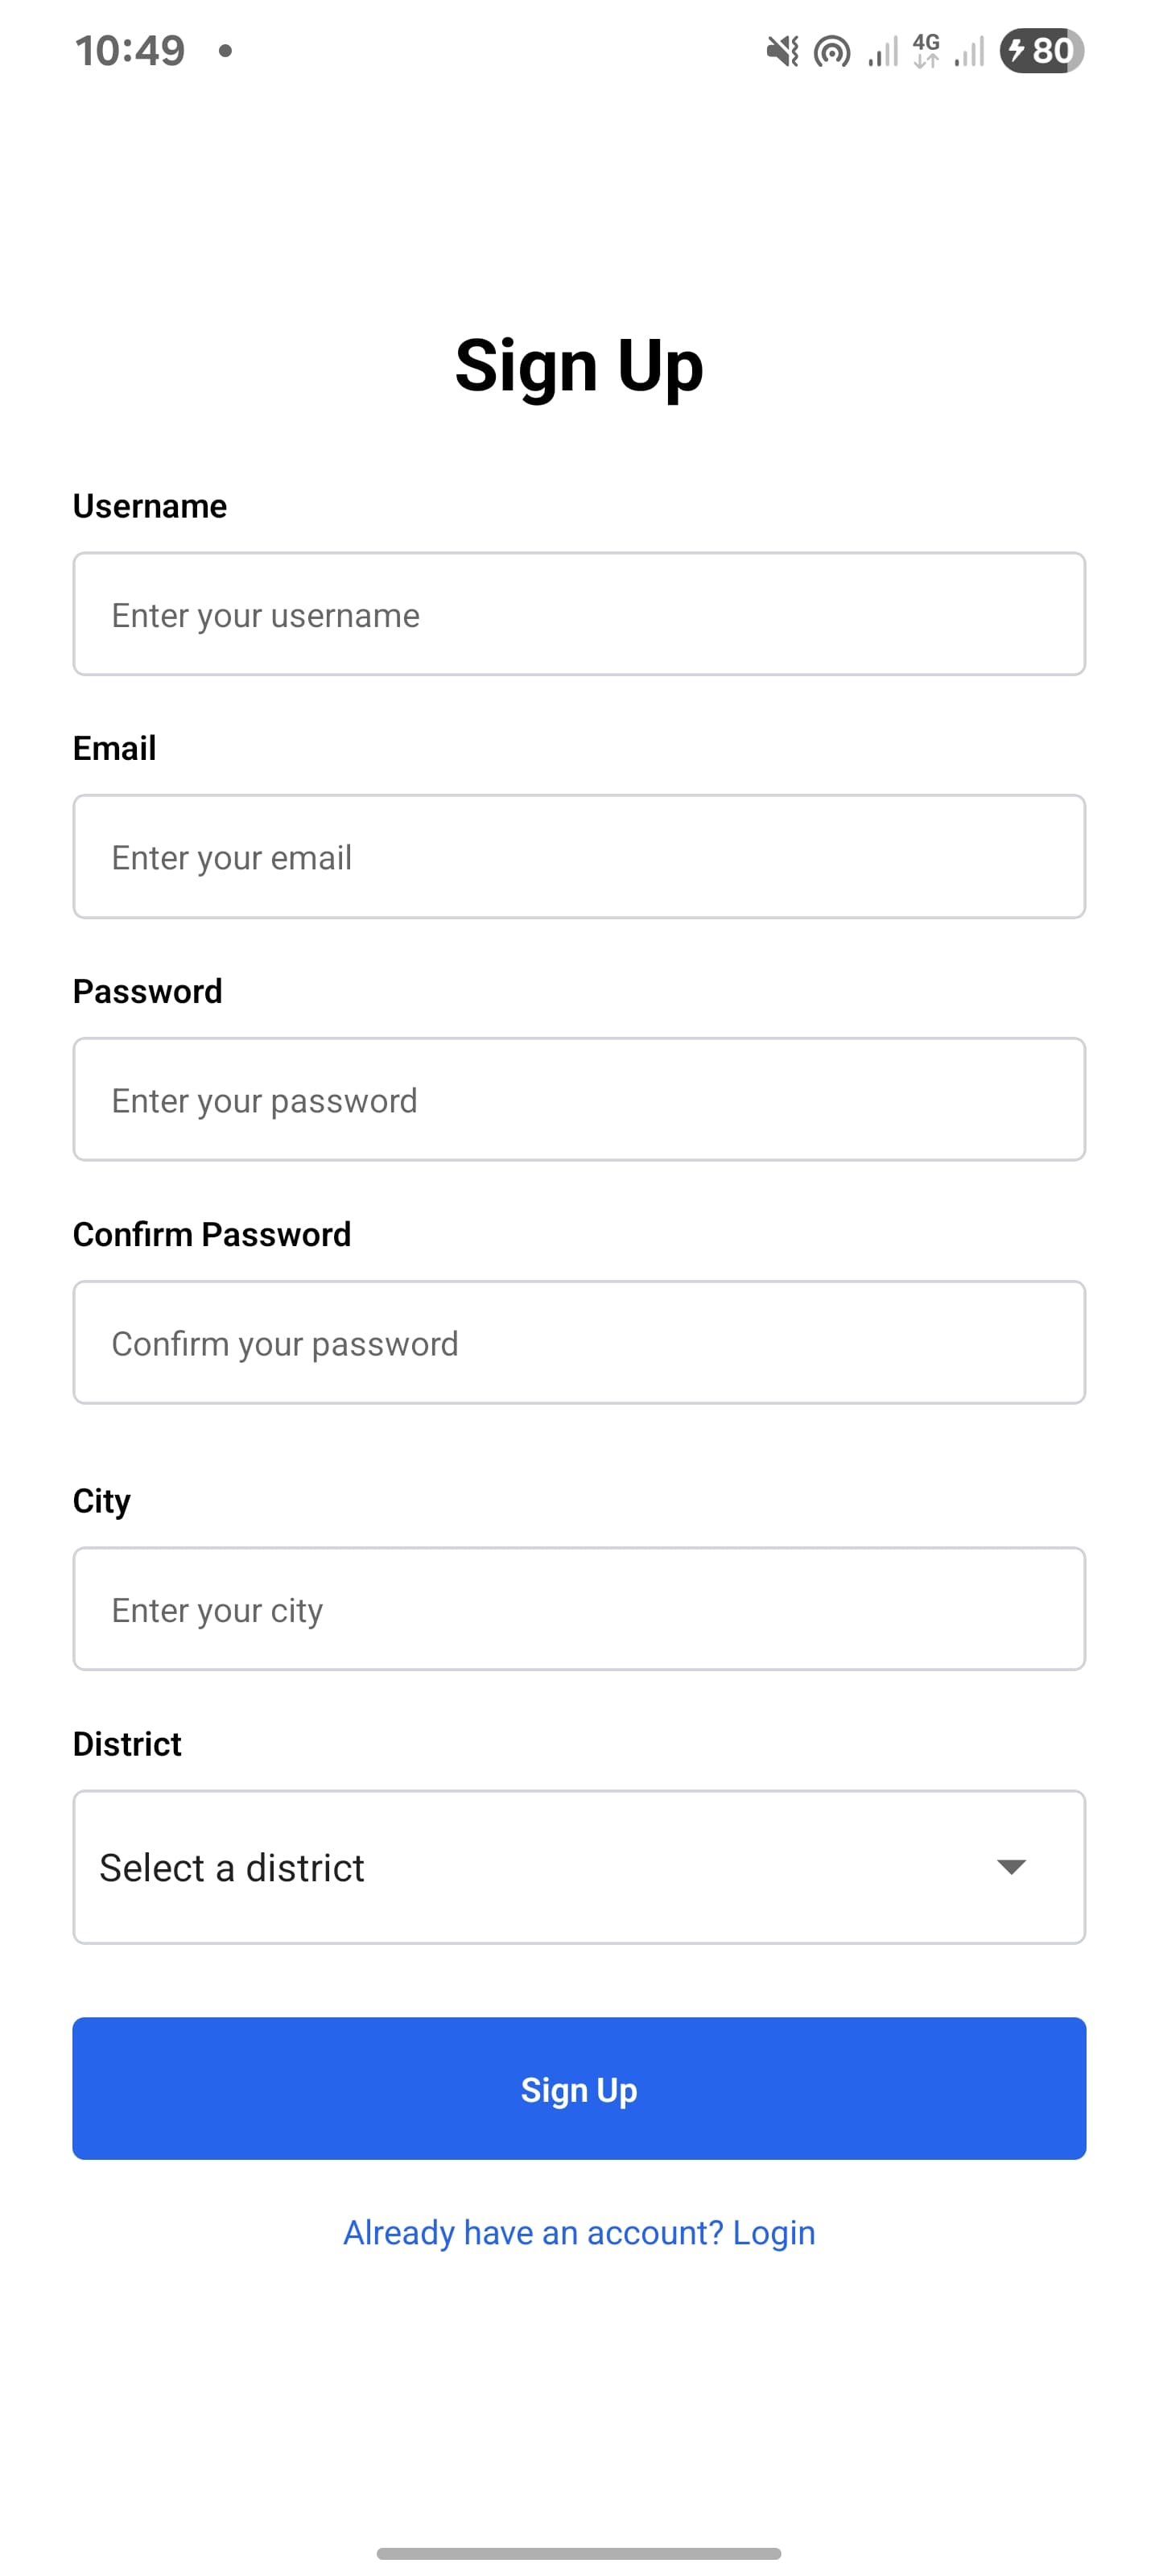 10:49
4G
80
Sign Up
Username
Enter your username
Email
Enter your email
Password
Enter your password
Confirm Password
Confirm your password
City
Enter your city
District
Select a district
Sign Up
Already have an account? Login